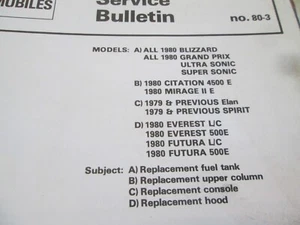 MOBILES
Service
Bulletin
no. 80-3
MODELS: A) ALL 1980 BLIZZARD
ALL 1980 GRAND PRIX
ULTRA SONIC
SUPER SONIC
B) 1980 CITATION 4500 E
1980 MIRAGE II E
C) 1979 & PREVIOUS Elan
1979 & PREVIOUS SPIRIT
D) 1980 EVEREST L/C
1980 EVEREST 500E
1980 FUTURA L/C
1980 FUTURA 500E
Subject: A) Replacement fuel tank
B) Replacement upper column
C) Replacement console
D) Replacement hood